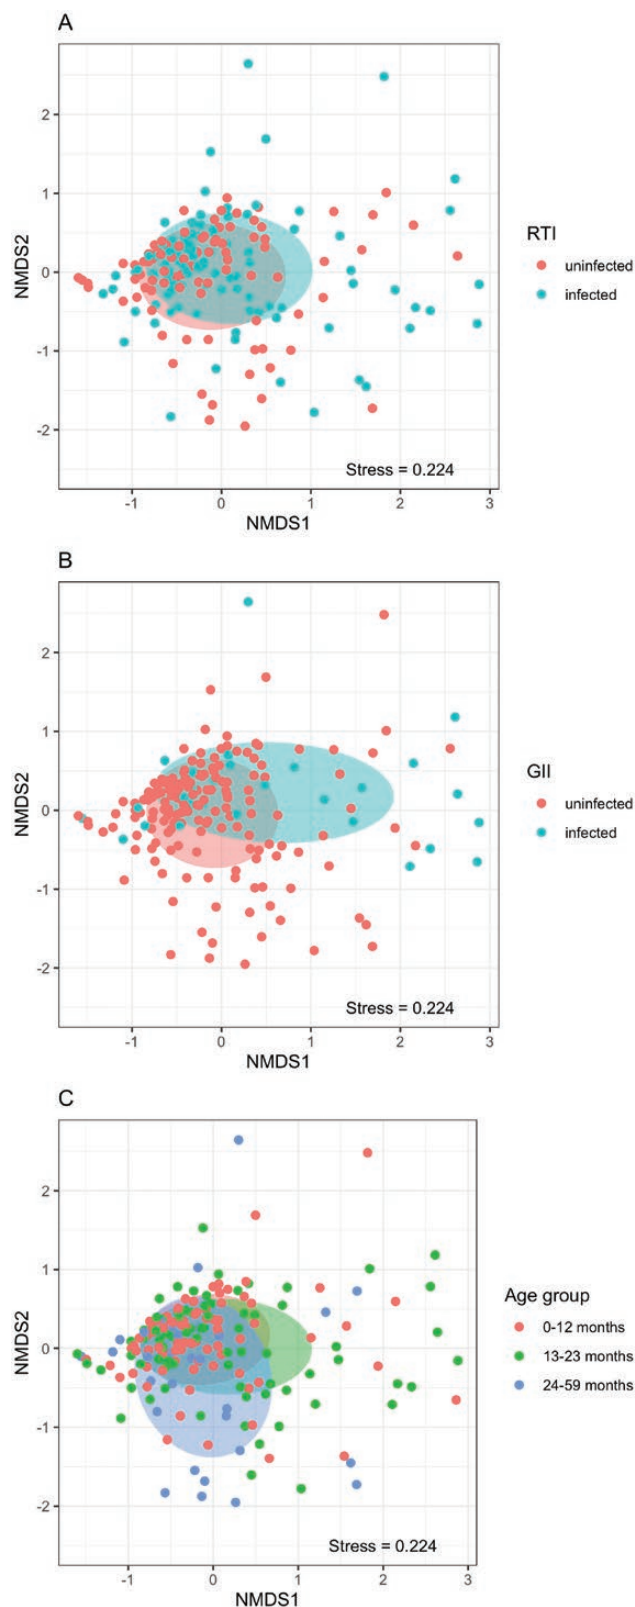 A
2
1
0
-1
-2
NMDS2
-1 0 1 2 3
NMDS1
Stress = 0.224
RTI
uninfected
infected
B
2
1
0
-1
-2
NMDS2
-1 0 1 2 3
NMDS1
Stress = 0.224
GII
uninfected
infected
C
2
1
0
-1
-2
NMDS2
-1 0 1 2 3
NMDS1
Stress = 0.224
Age group
0-12 months
13-23 months
24-59 months